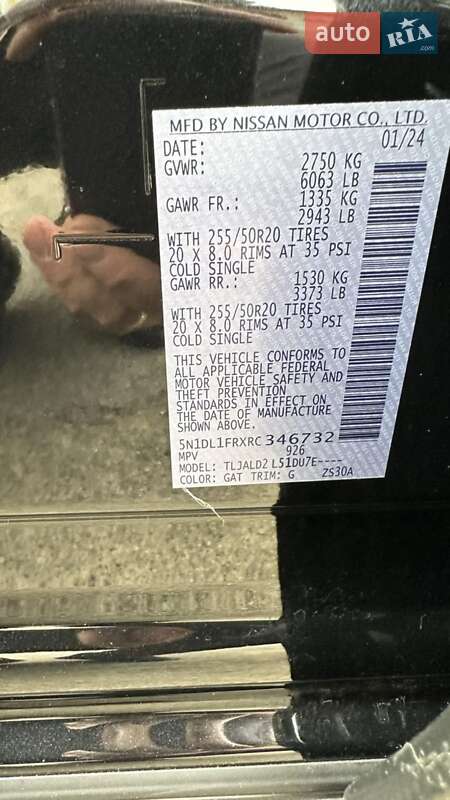 auto RIA.com
MFD BY NISSAN MOTOR CO., LTD.
DATE: 01/24
GVWR: 2750 KG
6063 LB
GAWR FR.: 1335 KG
2943 LB
WITH 255/50R20 TIRES
20 X 8.0 RIMS AT 35 PSI
COLD SINGLE
GAWR RR.: 1530 KG
3373 LB
WITH 255/50R20 TIRES
20 X 8.0 RIMS AT 35 PSI
COLD SINGLE
THIS VEHICLE CONFORMS TO
ALL APPLICABLE FEDERAL
MOTOR VEHICLE SAFETY AND
THEFT PREVENTION
STANDARDS IN EFFECT ON
THE DATE OF MANUFACTURE
SHOWN ABOVE.
5N1DL1FRXRC346732
MPV 926
MODEL: TLJALD2 L51DU7E----
COLOR: GAT TRIM: G ZS30A